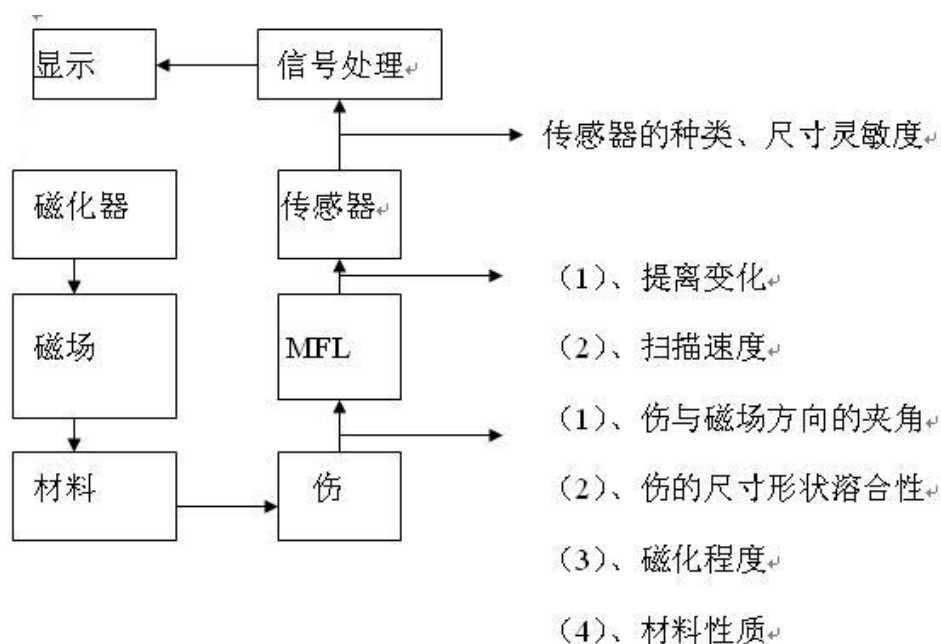 显示
信号处理
传感器的种类、尺寸灵敏度
磁化器
传感器
(1)、提离变化
磁场
MFL
(2)、扫描速度
(1)、伤与磁场方向的夹角
材料
伤
(2)、伤的尺寸形状溶合性
(3)、磁化程度
(4)、材料性质